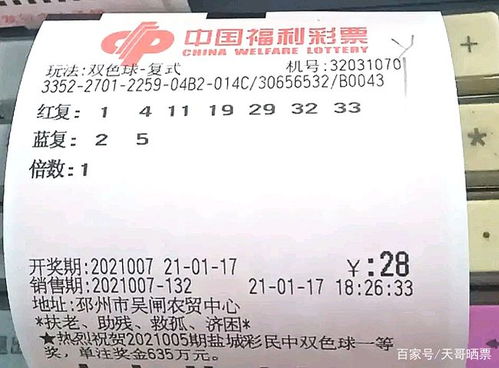 中国福利彩票
CHINA WELFARE LOTTERY
玩法:双色球-复式 机号:32031070
3352-2701-2259-04B2-014C/30656532/B0043
红复: 1 4 11 19 29 32 33
蓝复: 2 5
倍数:1
开奖期:2021007 21-01-17 ￥:28
销售期:2021007-132 21-01-17 18:26:33
地址:邳州市吴闸农贸中心
*扶老、助残、救孤、济困*
★热烈祝贺2021005期盐城彩民中双色球一等
奖,单注奖金635万元。
百家号/天哥晒票
+
*